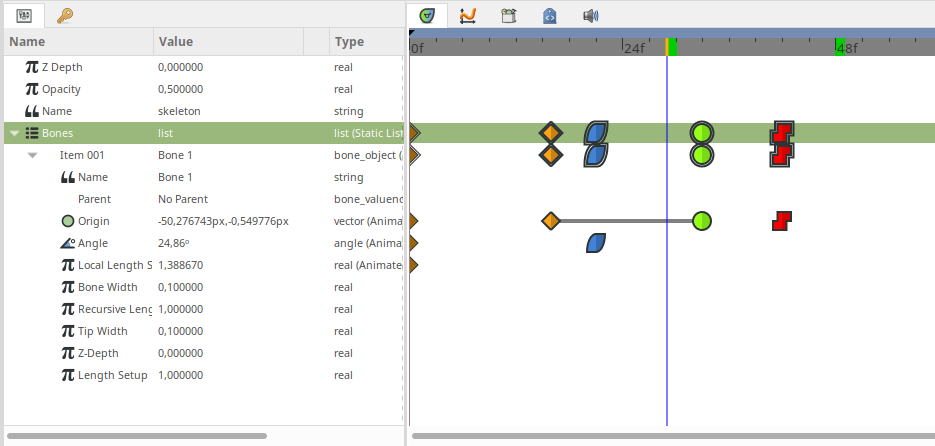 Name Value Type
0f 24f 48f
Z Depth 0,000000 real
Opacity 0,500000 real
Name skeleton string
Bones list list (Static List
Item 001 Bone 1 bone_object (
Name Bone 1 string
Parent No Parent bone_valueno
Origin -50,276743px,-0,549776px vector (Anima
Angle 24,86º angle (Anima
Local Length S 1,388670 real (Animate
Bone Width 0,100000 real
Recursive Leng 1,000000 real
Tip Width 0,100000 real
Z-Depth 0,000000 real
Length Setup 1,000000 real